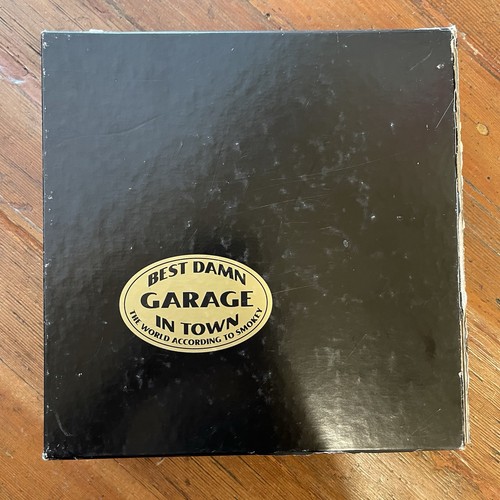 BEST DAMN
GARAGE
IN TOWN
THE WORLD ACCORDING TO SMOKEY